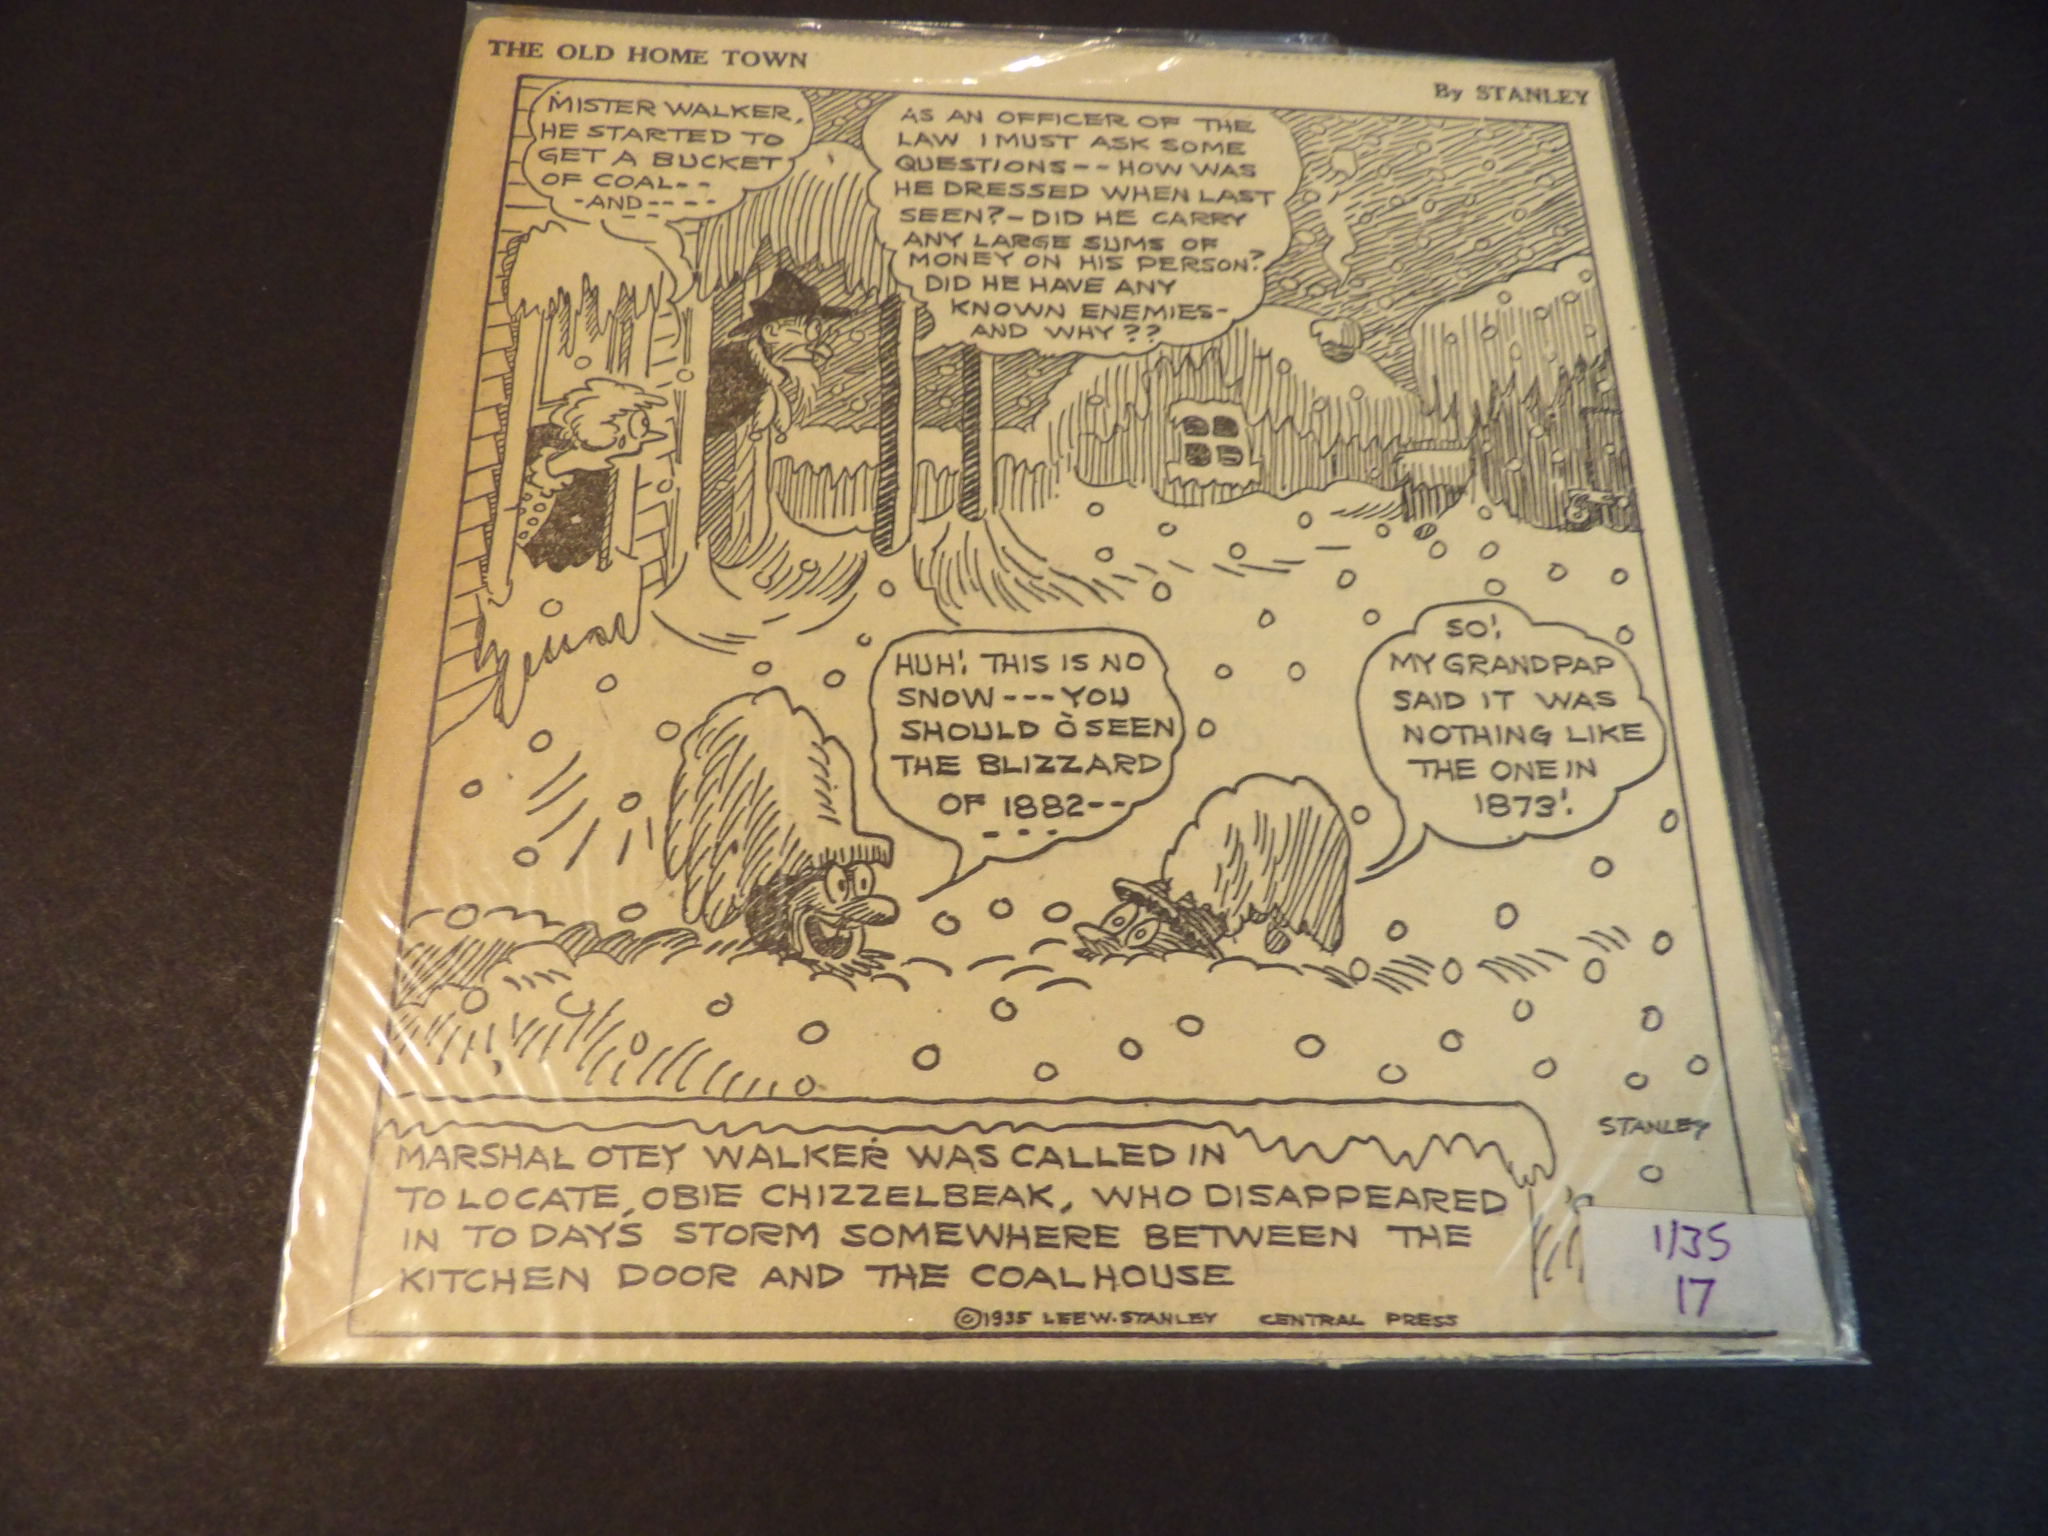 THE OLD HOME TOWN
By STANLEY
MISTER WALKER,
HE STARTED TO
GET A BUCKET
OF COAL--
-AND----
--
AS AN OFFICER OF THE
LAW I MUST ASK SOME
QUESTIONS-- HOW WAS
HE DRESSED WHEN LAST
SEEN?- DID HE CARRY
ANY LARGE SUMS OF
MONEY ON HIS PERSON?
DID HE HAVE ANY
KNOWN ENEMIES-
AND WHY??
HUH! THIS IS NO
SNOW---YOU
SHOULD O'SEEN
THE BLIZZARD
OF 1882--
---
SO!
MY GRANDPAP
SAID IT WAS
NOTHING LIKE
THE ONE IN
1873!
STANLEY
MARSHAL OTEY WALKER WAS CALLED IN
TO LOCATE, OBIE CHIZZELBEAK, WHO DISAPPEARED
IN TODAY'S STORM SOMEWHERE BETWEEN THE
KITCHEN DOOR AND THE COALHOUSE
©1935 LEE W. STANLEY CENTRAL PRESS
1/35
17